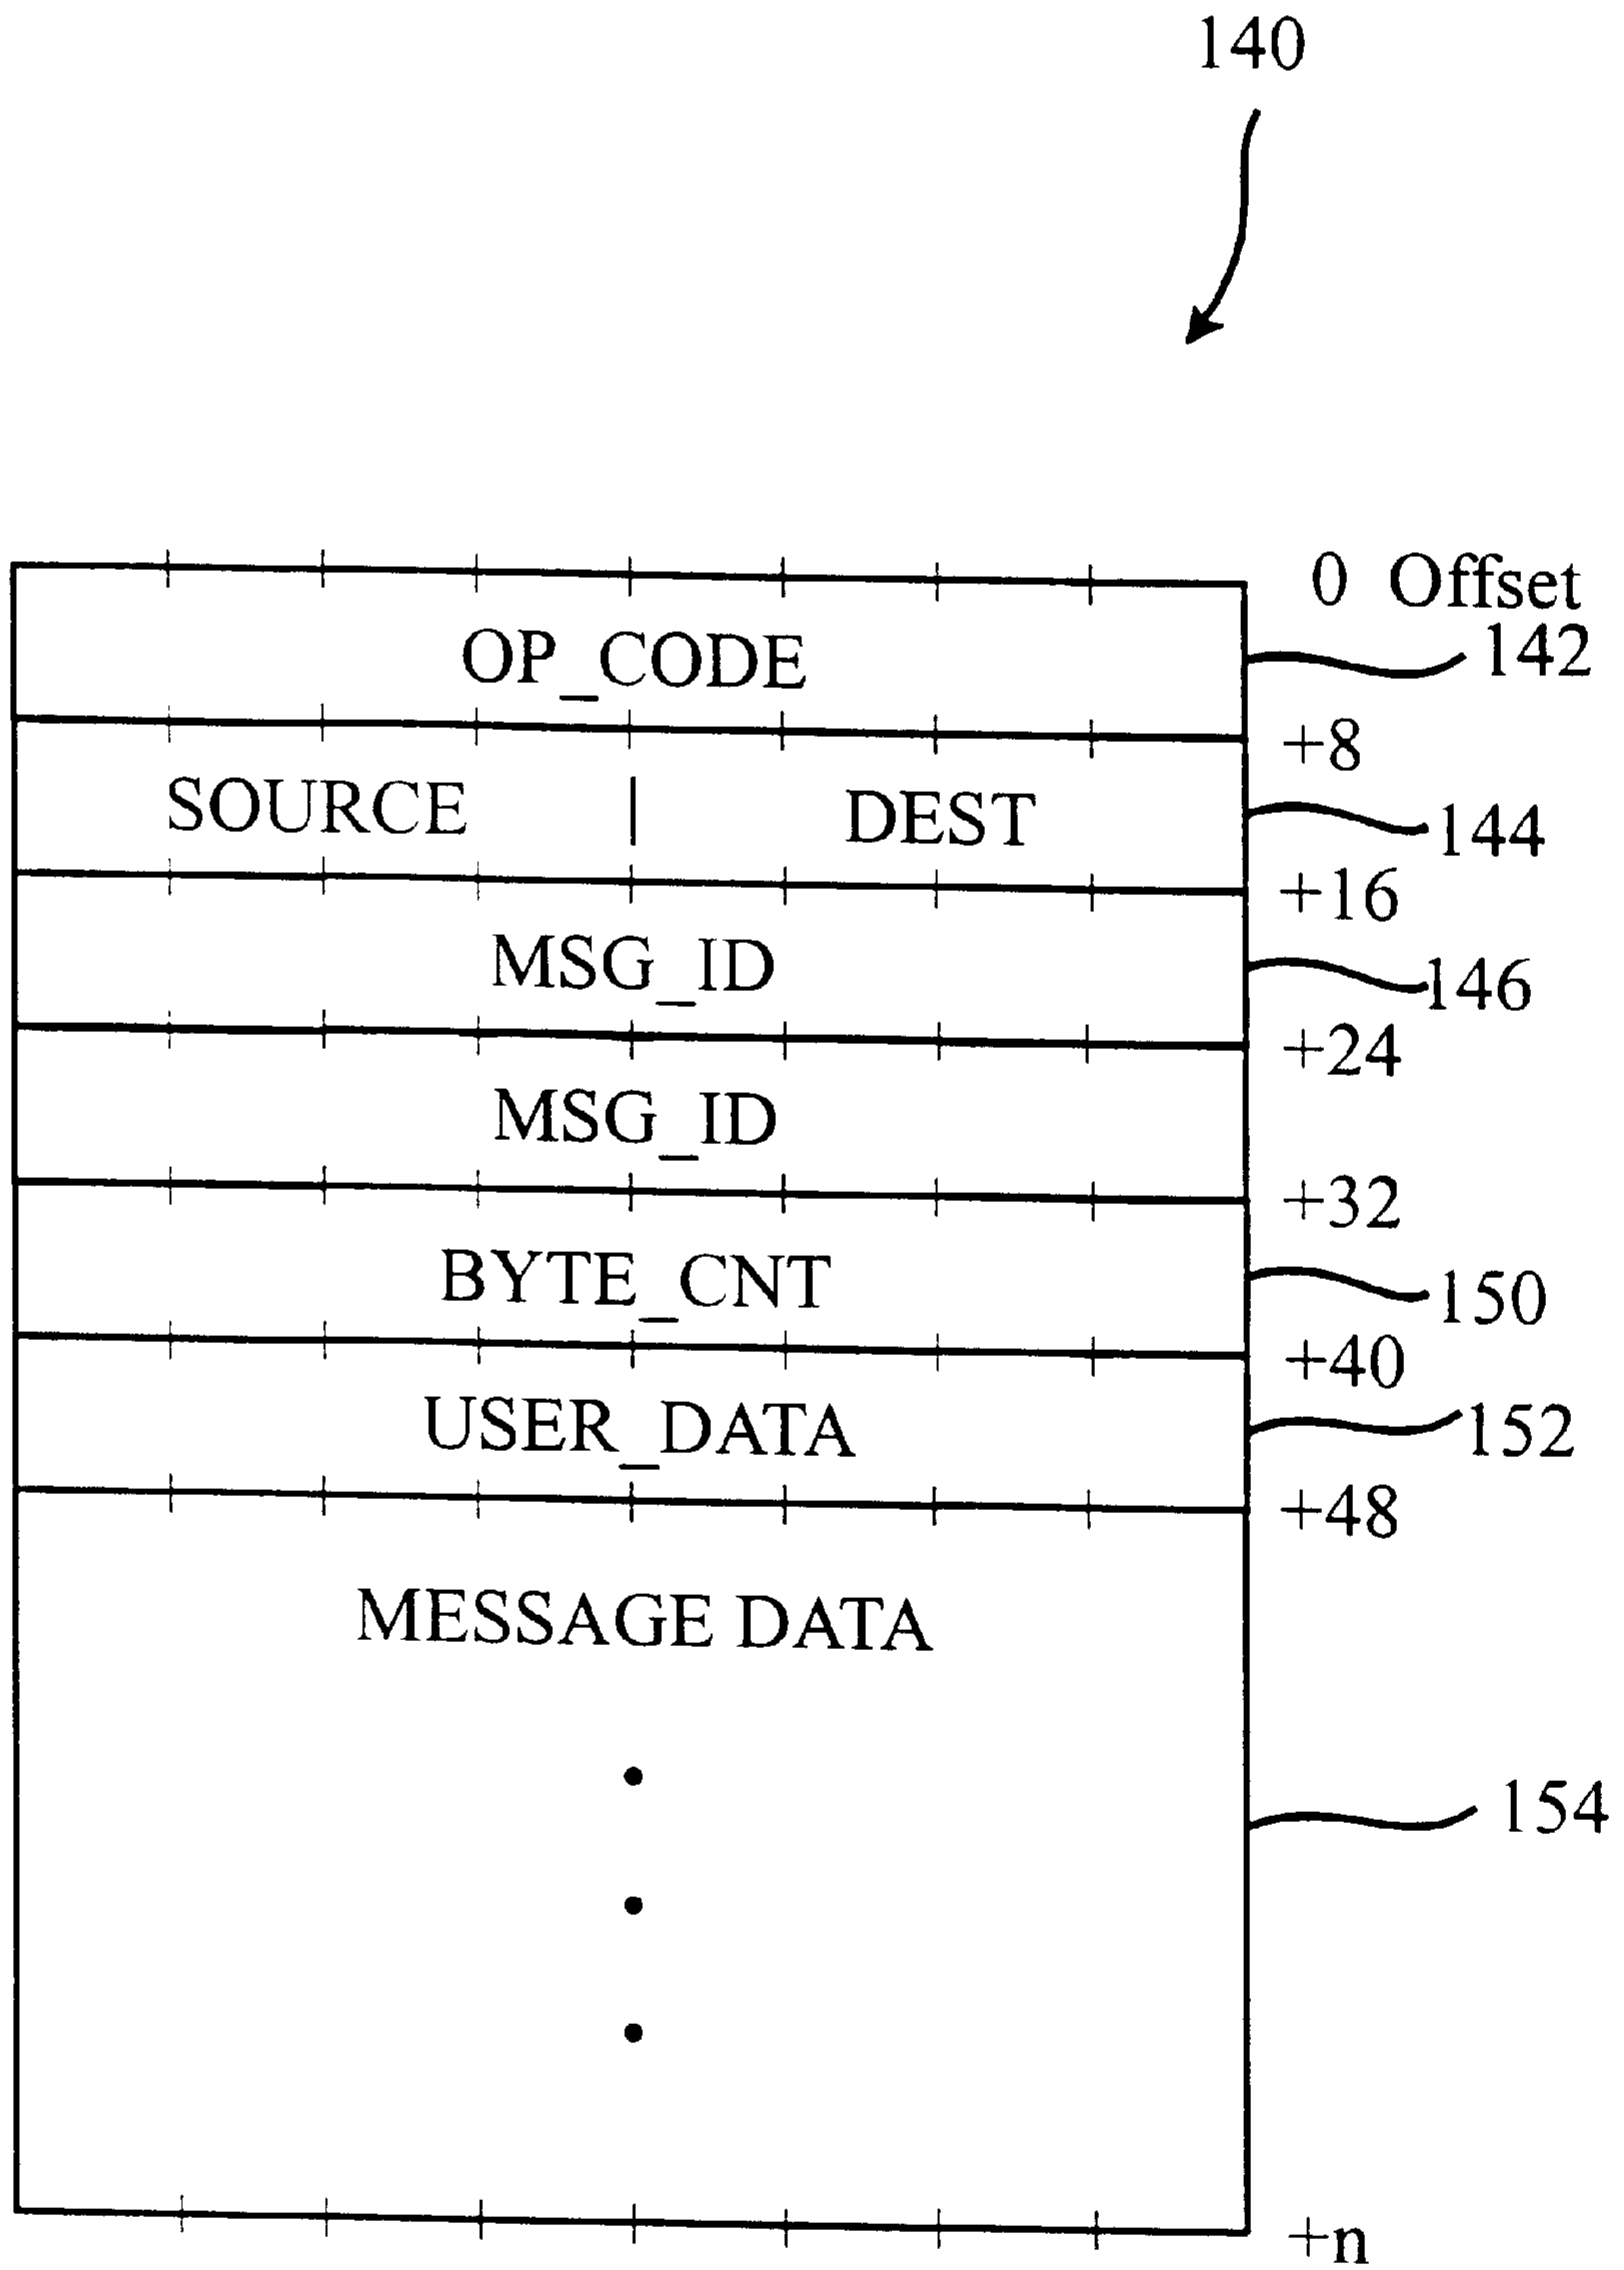 140
0 Offset
OP_CODE 142
+8
SOURCE | DEST 144
+16
MSG_ID 146
+24
MSG_ID
+32
BYTE_CNT 150
+40
USER_DATA 152
+48
MESSAGE DATA
154
+n